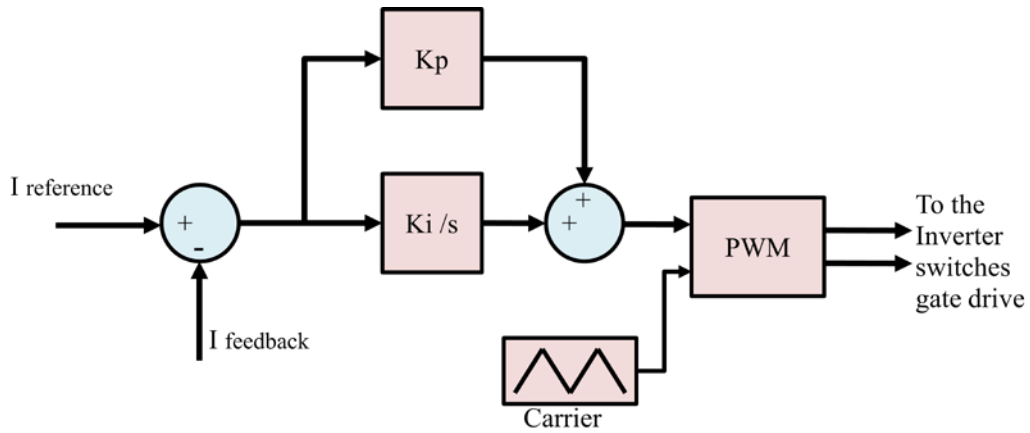 Kp
I reference
+
-
Ki /s
+
+
PWM
To the
Inverter
switches
gate drive
I feedback
Carrier